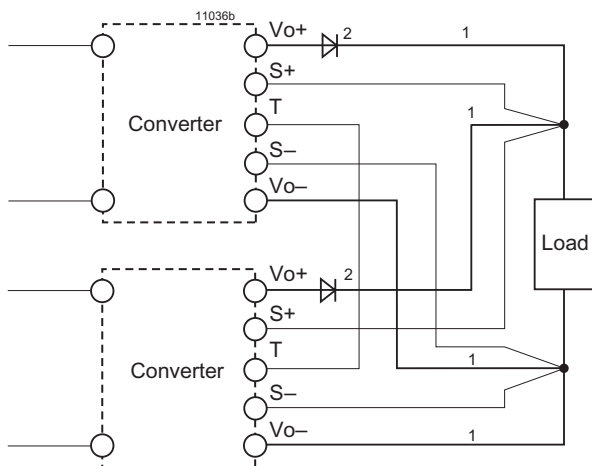 11036b
Vo+
2
1
S+
T
1
Converter
S–
Vo–
Load
Vo+
2
S+
T
Converter
1
S–
Vo–
1